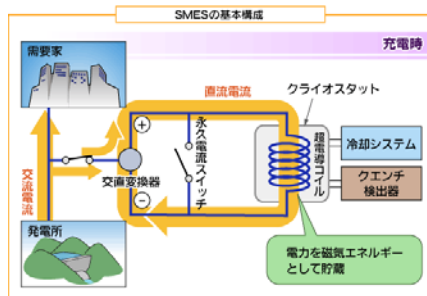 SMESの基本構成
充電時
需要家
直流電流
クライオスタット
永久電流スイッチ
超電導コイル
冷却システム
＋
交直変換器
－
クエンチ
検出器
交流電流
発電所
電力を磁気エネルギー
として貯蔵